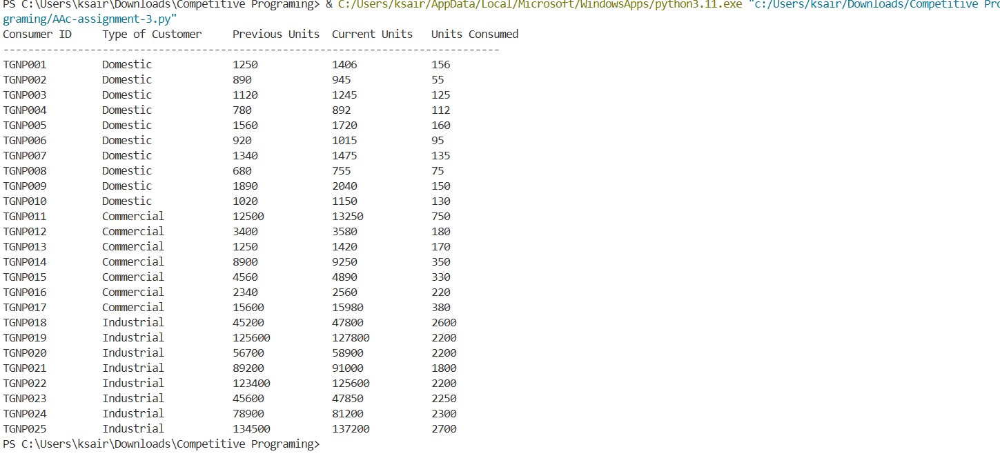 PS C:\Users\ksair\Downloads\Competitive Programing> & C:/Users/ksair/AppData/Local/Microsoft/WindowsApps/python3.11.exe "c:/Users/ksair/Downloads/Competitive Pro
graming/AAc-assignment-3.py"
Consumer ID     Type of Customer     Previous Units  Current Units   Units Consumed
--------------------------------------------------------------------------------
TGNP001         Domestic             1250            1406            156
TGNP002         Domestic             890             945             55
TGNP003         Domestic             1120            1245            125
TGNP004         Domestic             780             892             112
TGNP005         Domestic             1560            1720            160
TGNP006         Domestic             920             1015            95
TGNP007         Domestic             1340            1475            135
TGNP008         Domestic             680             755             75
TGNP009         Domestic             1890            2040            150
TGNP010         Domestic             1020            1150            130
TGNP011         Commercial           12500           13250           750
TGNP012         Commercial           3400            3580            180
TGNP013         Commercial           1250            1420            170
TGNP014         Commercial           8900            9250            350
TGNP015         Commercial           4560            4890            330
TGNP016         Commercial           2340            2560            220
TGNP017         Commercial           15600           15980           380
TGNP018         Industrial           45200           47800           2600
TGNP019         Industrial           125600          127800          2200
TGNP020         Industrial           56700           58900           2200
TGNP021         Industrial           89200           91000           1800
TGNP022         Industrial           123400          125600          2200
TGNP023         Industrial           45600           47850           2250
TGNP024         Industrial           78900           81200           2300
TGNP025         Industrial           134500          137200          2700
PS C:\Users\ksair\Downloads\Competitive Programing>